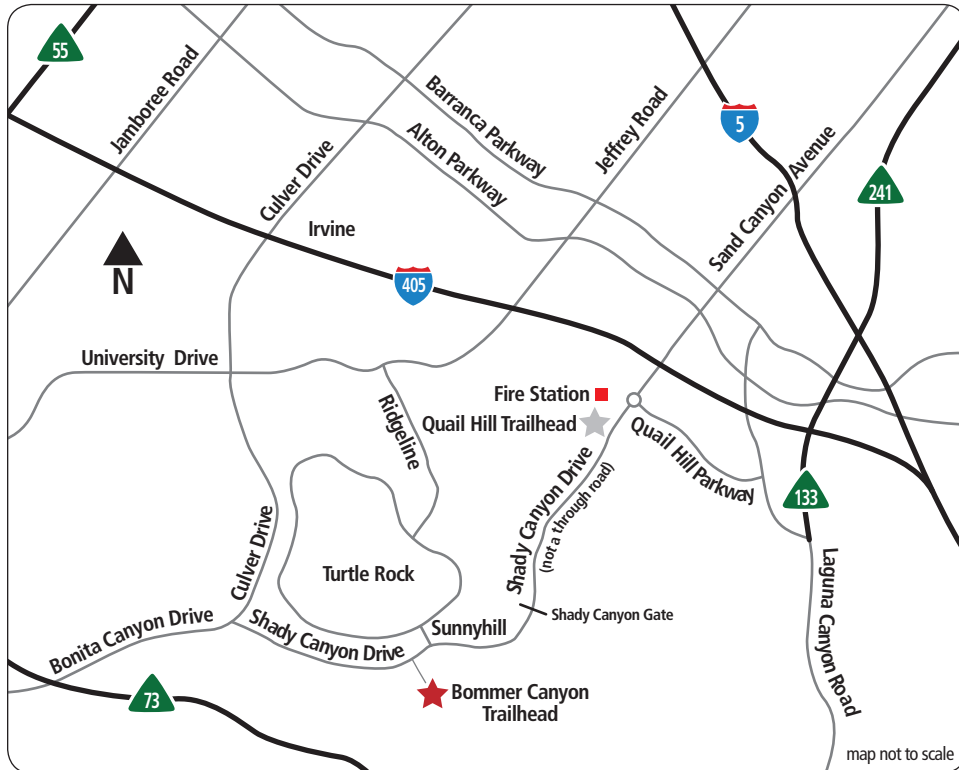 55
Jamboree Road
Barranca Parkway
Jeffrey Road
5
Alton Parkway
Culver Drive
Sand Canyon Avenue
241
Irvine
N
405
University Drive
Fire Station
Quail Hill Trailhead
Ridgeline
Quail Hill Parkway
Shady Canyon Drive
(not a through road)
133
Culver Drive
Turtle Rock
Shady Canyon Gate
Sunnyhill
Bonita Canyon Drive
Shady Canyon Drive
Laguna Canyon Road
73
Bommer Canyon
Trailhead
map not to scale